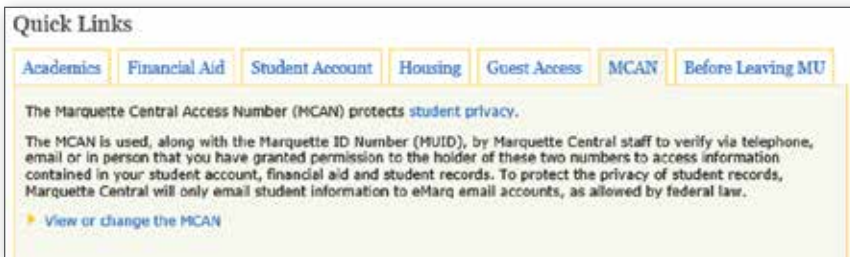 Quick Links
Academics Financial Aid Student Account Housing Guest Access MCAN Before Leaving MU
The Marquette Central Access Number (MCAN) protects student privacy.
The MCAN is used, along with the Marquette ID Number (MUID), by Marquette Central staff to verify via telephone,
email or in person that you have granted permission to the holder of these two numbers to access information
contained in your student account, financial aid and student records. To protect the privacy of student records,
Marquette Central will only email student information to eMarq email accounts, as allowed by federal law.
View or change the MCAN